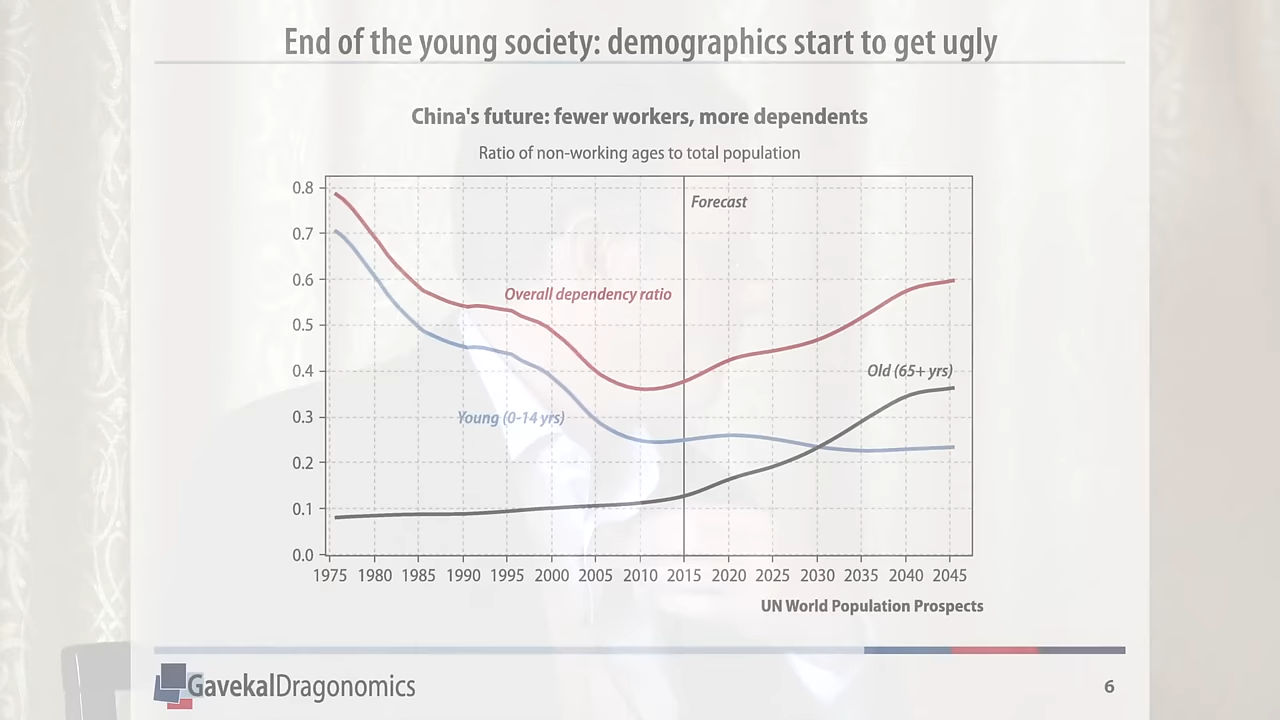 End of the young society: demographics start to get ugly
China's future: fewer workers, more dependents
Ratio of non-working ages to total population
0.8
0.7
0.6
0.5
0.4
0.3
0.2
0.1
0.0
Forecast
Overall dependency ratio
Old (65+ yrs)
Young (0-14 yrs)
1975 1980 1985 1990 1995 2000 2005 2010 2015 2020 2025 2030 2035 2040 2045
UN World Population Prospects
GavekalDragonomics
6